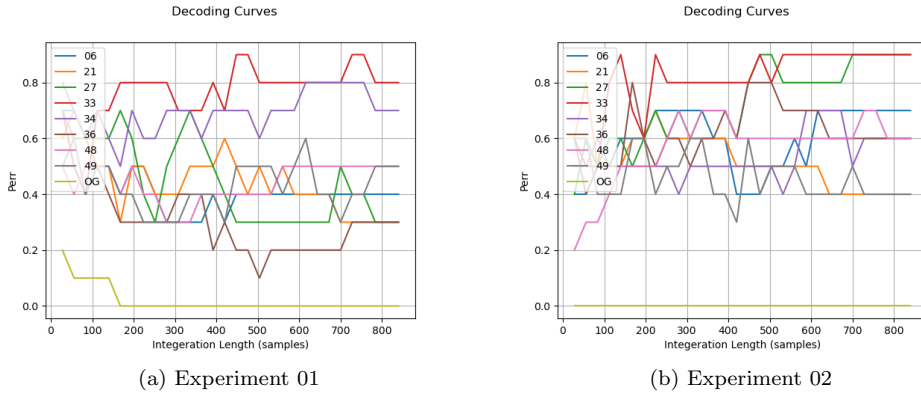 Decoding Curves
Perr
0.8
0.6
0.4
0.2
0.0
06
21
27
33
34
36
48
49
OG
0 100 200 300 400 500 600 700 800
Integeration Length (samples)
(a) Experiment 01
Decoding Curves
Perr
0.8
0.6
0.4
0.2
0.0
06
21
27
33
34
36
48
49
OG
0 100 200 300 400 500 600 700 800
Integeration Length (samples)
(b) Experiment 02